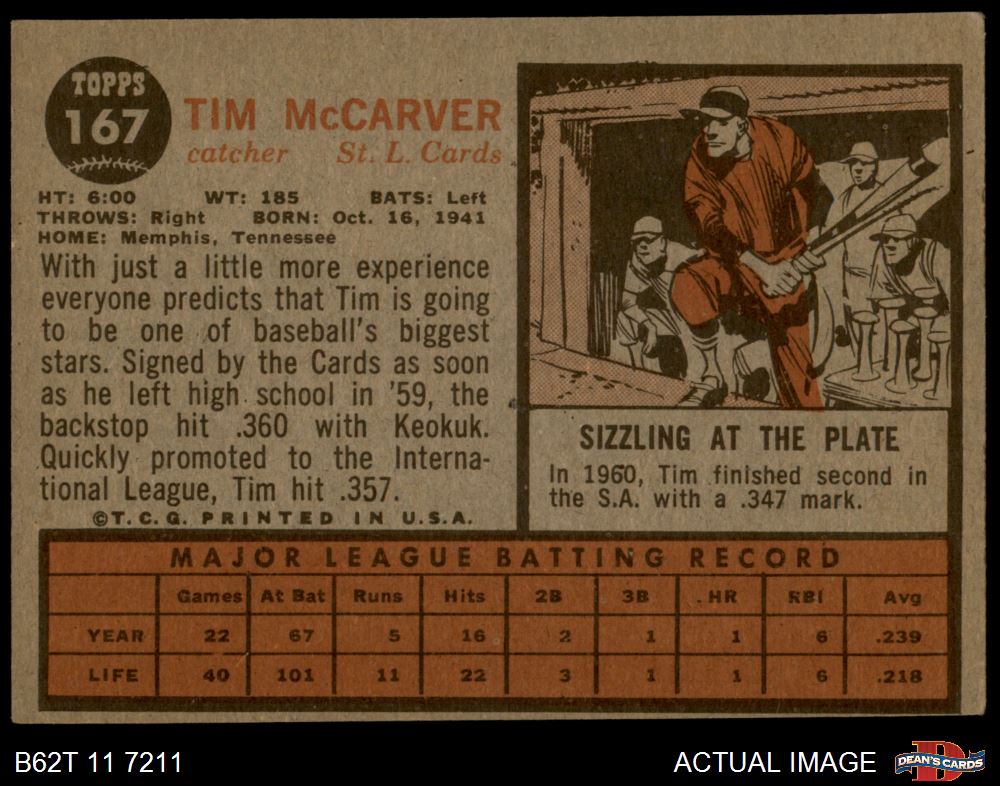 TOPPS
167
TIM McCARVER
catcher St. L. Cards
HT: 6:00 WT: 185 BATS: Left
THROWS: Right BORN: Oct. 16, 1941
HOME: Memphis, Tennessee
With just a little more experience
everyone predicts that Tim is going
to be one of baseball's biggest
stars. Signed by the Cards as soon
as he left high school in '59, the
backstop hit .360 with Keokuk.
Quickly promoted to the Interna-
tional League, Tim hit .357.
©T.C.G. PRINTED IN U.S.A.
SIZZLING AT THE PLATE
In 1960, Tim finished second in
the S.A. with a .347 mark.
MAJOR LEAGUE BATTING RECORD
Games At Bat Runs Hits 2B 3B HR RBI Avg
YEAR 22 67 5 16 2 1 1 6 .239
LIFE 40 101 11 22 3 1 1 6 .218
B62T 11 7211
ACTUAL IMAGE
DEAN'S CARDS